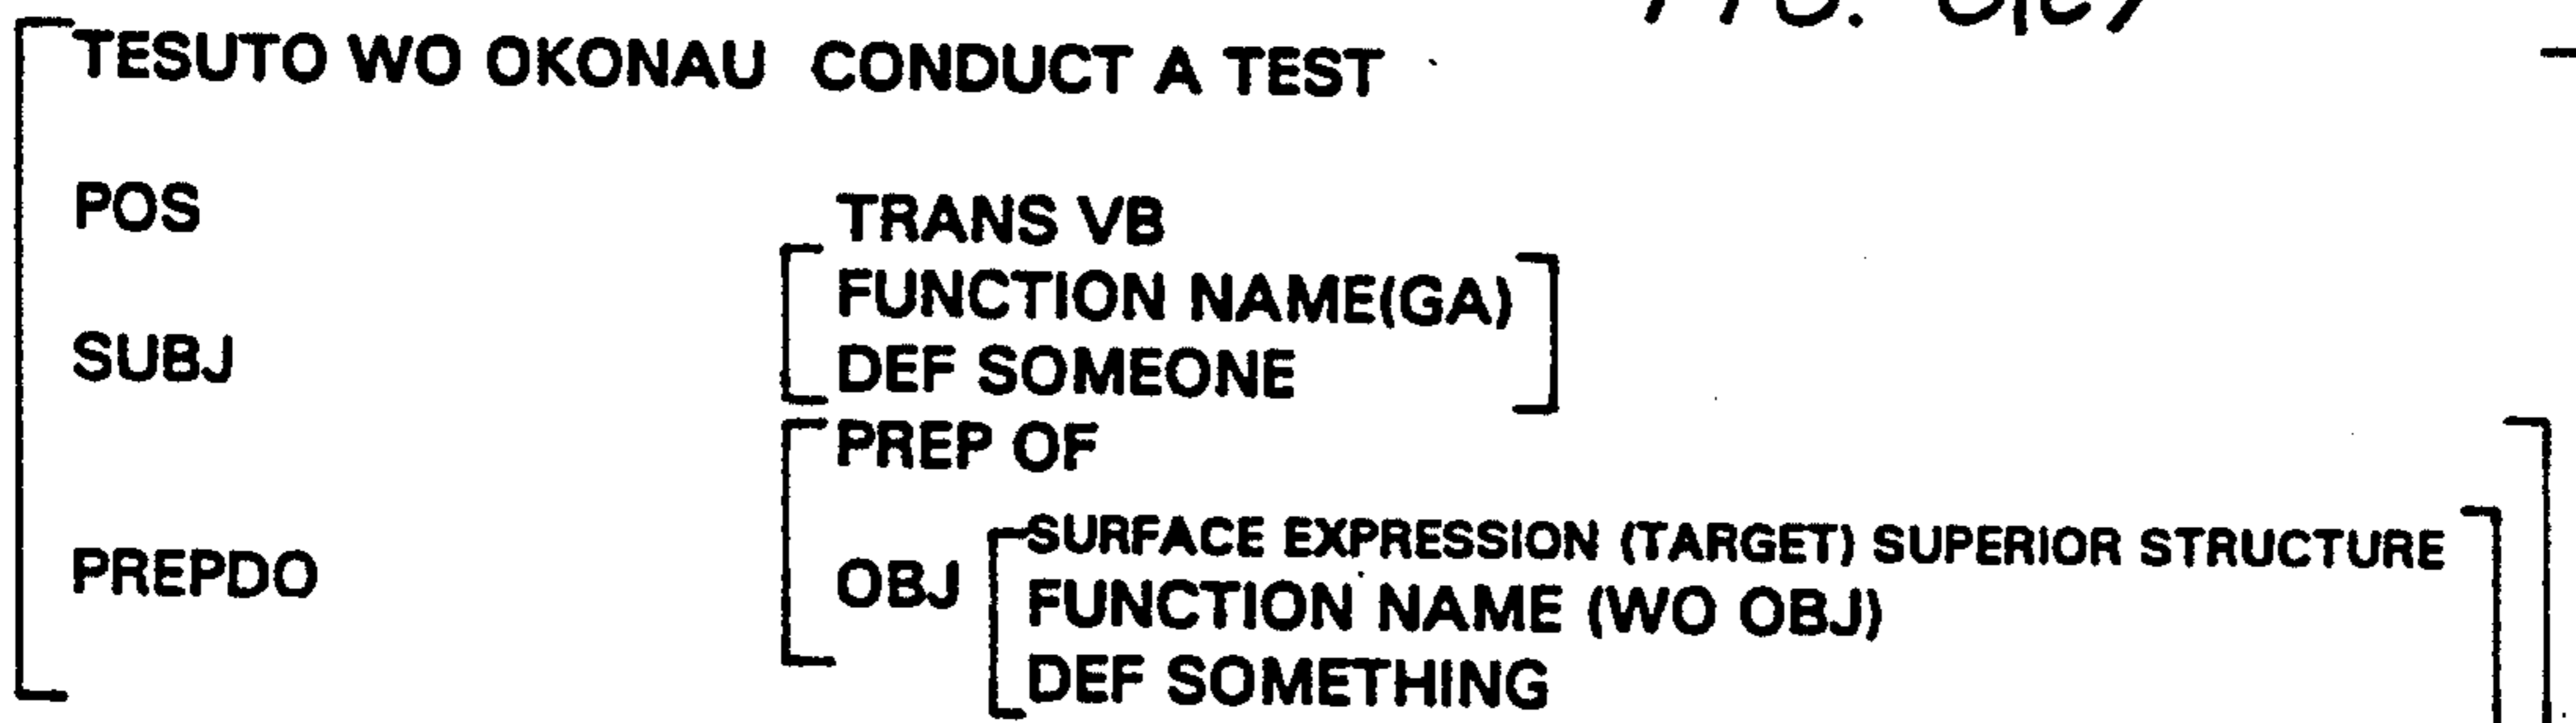 TESUTO WO OKONAU CONDUCT A TEST
POS TRANS VB
SUBJ FUNCTION NAME(GA)
DEF SOMEONE
PREP OF
PREPDO OBJ SURFACE EXPRESSION (TARGET) SUPERIOR STRUCTURE
FUNCTION NAME (WO OBJ)
DEF SOMETHING